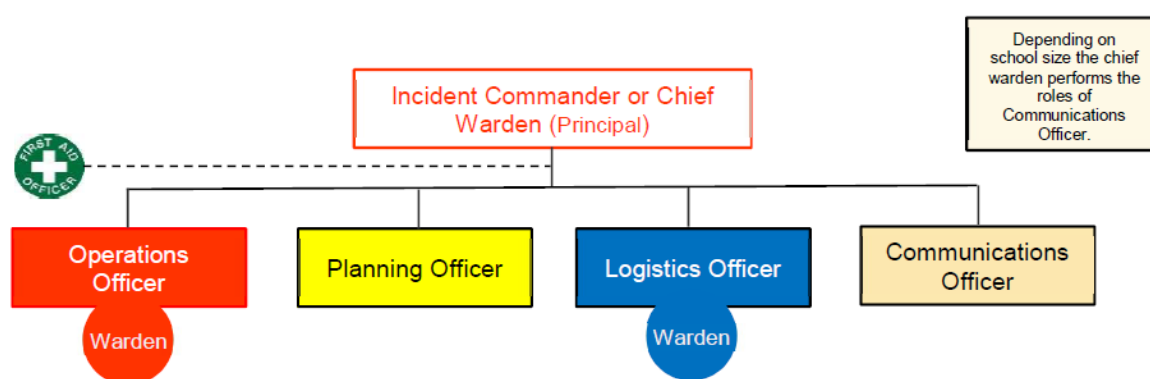 Depending on
school size the chief
warden performs the
roles of
Communications
Officer.
Incident Commander or Chief
Warden (Principal)
FIRST AID
OFFICER
Operations
Officer
Planning Officer
Logistics Officer
Communications
Officer
Warden
Warden